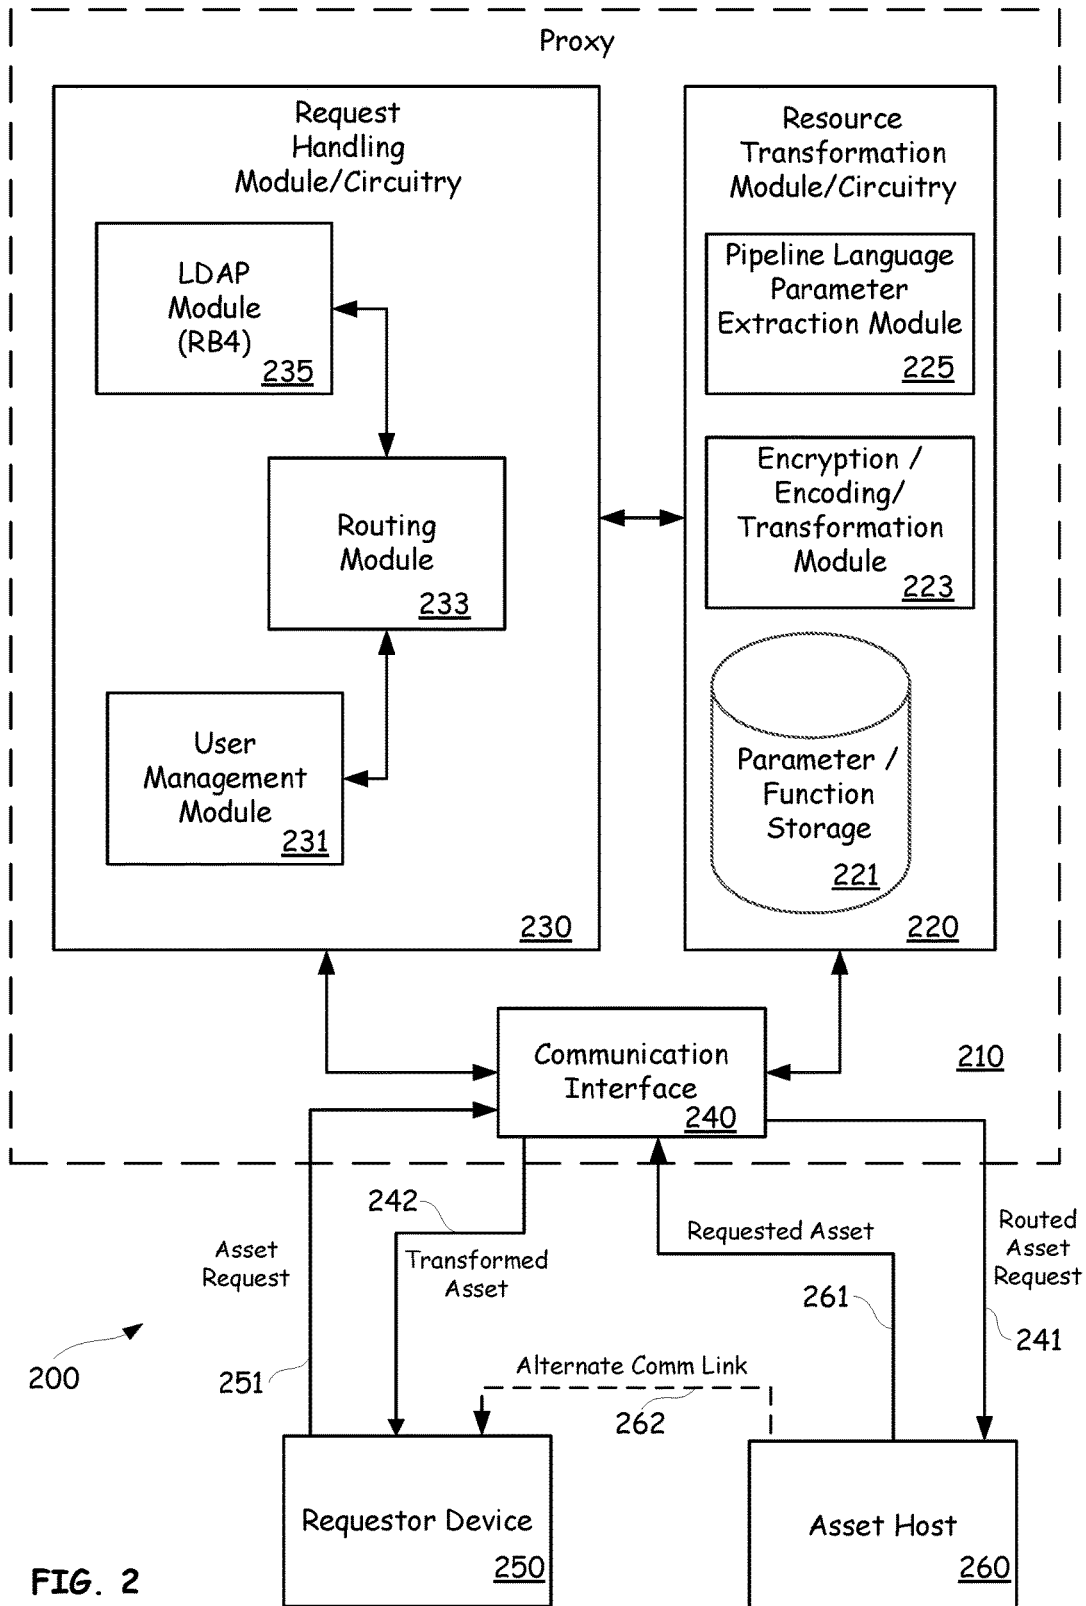 Proxy
Request
Handling
Module/Circuitry
LDAP
Module
(RB4)
235
Routing
Module
233
User
Management
Module
231
230
Resource
Transformation
Module/Circuitry
Pipeline Language
Parameter
Extraction Module
225
Encryption /
Encoding/
Transformation
Module
223
Parameter /
Function
Storage
221
220
Communication
Interface
240
210
242
Asset
Request
Transformed
Asset
Requested Asset
Routed
Asset
Request
261
241
200
251
Alternate Comm Link
262
Requestor Device
250
Asset Host
260
FIG. 2